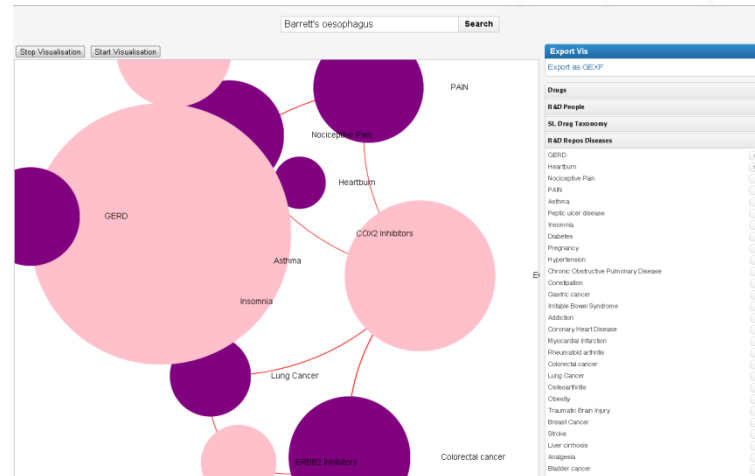 Barrett's oesophagus
Search
Stop Visualisation
Start Visualisation
PAIN
Nociceptive Pain
Heartburn
GERD
COX2 Inhibitors
Asthma
Insomnia
Lung Cancer
ERBB2 Inhibitors
Colorectal cancer
Export Vis
Export as GEXF
Drugs
R&D People
SL Drug Taxonomy
R&D Repos Diseases
GERD
Heartburn
Nociceptive Pain
PAIN
Asthma
Peptic ulcer disease
Insomnia
Diabetes
Pregnancy
Hypertension
Chronic Obstructive Pulmonary Disease
Constipation
Gastric cancer
Irritable Bowel Syndrome
Addiction
Coronary Heart Disease
Myocardial Infarction
Rheumatoid arthritis
Colorectal cancer
Lung Cancer
Osteoarthritis
Obesity
Traumatic Brain Injury
Breast Cancer
Stroke
Liver cirrhosis
Analgesia
Bladder cancer